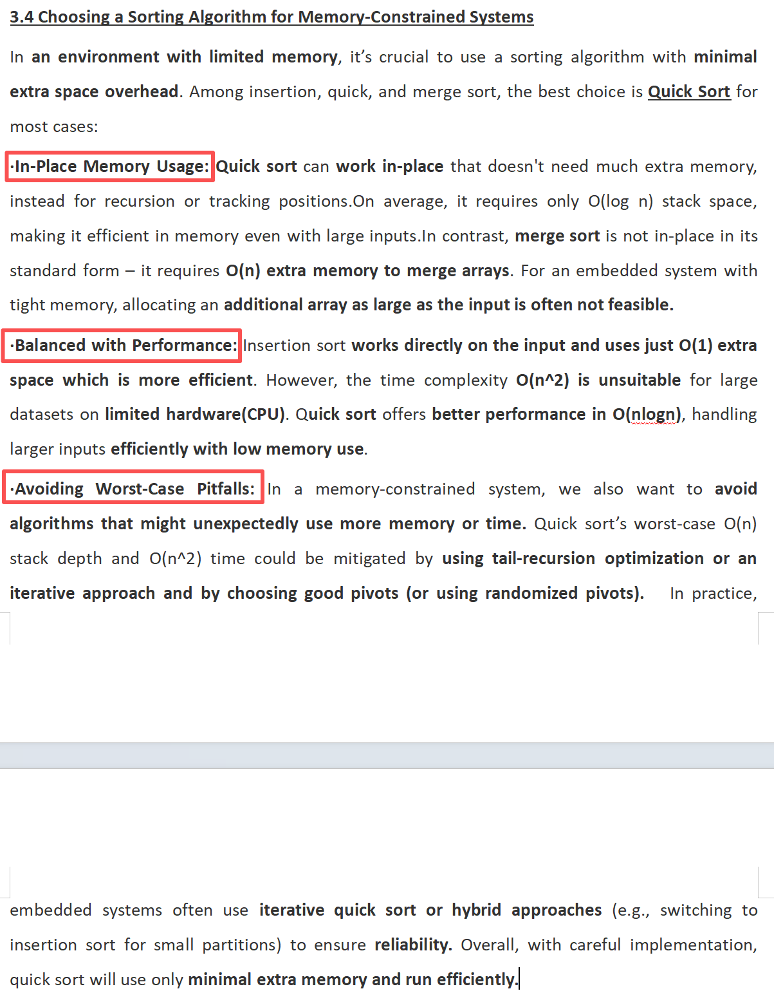 3.4 Choosing a Sorting Algorithm for Memory-Constrained Systems
In an environment with limited memory, it’s crucial to use a sorting algorithm with minimal
extra space overhead. Among insertion, quick, and merge sort, the best choice is Quick Sort for
most cases:
·In-Place Memory Usage: Quick sort can work in-place that doesn't need much extra memory,
instead for recursion or tracking positions.On average, it requires only O(log n) stack space,
making it efficient in memory even with large inputs.In contrast, merge sort is not in-place in its
standard form – it requires O(n) extra memory to merge arrays. For an embedded system with
tight memory, allocating an additional array as large as the input is often not feasible.
·Balanced with Performance: Insertion sort works directly on the input and uses just O(1) extra
space which is more efficient. However, the time complexity O(n^2) is unsuitable for large
datasets on limited hardware(CPU). Quick sort offers better performance in O(nlogn), handling
larger inputs efficiently with low memory use.
·Avoiding Worst-Case Pitfalls: In a memory-constrained system, we also want to avoid
algorithms that might unexpectedly use more memory or time. Quick sort’s worst-case O(n)
stack depth and O(n^2) time could be mitigated by using tail-recursion optimization or an
iterative approach and by choosing good pivots (or using randomized pivots). In practice,
embedded systems often use iterative quick sort or hybrid approaches (e.g., switching to
insertion sort for small partitions) to ensure reliability. Overall, with careful implementation,
quick sort will use only minimal extra memory and run efficiently.